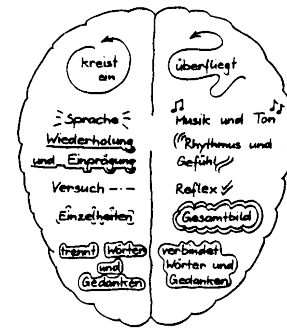 kreist
ein
Sprache
Wiederholung
und Einprägung
Versuch
Einzelheiten
trennt Wörter
und
Gedanken
überfliegt
Musik und Ton
Rhythmus und
Gefühl
Reflex
Gesamtbild
verbindet
Wörter und
Gedanken